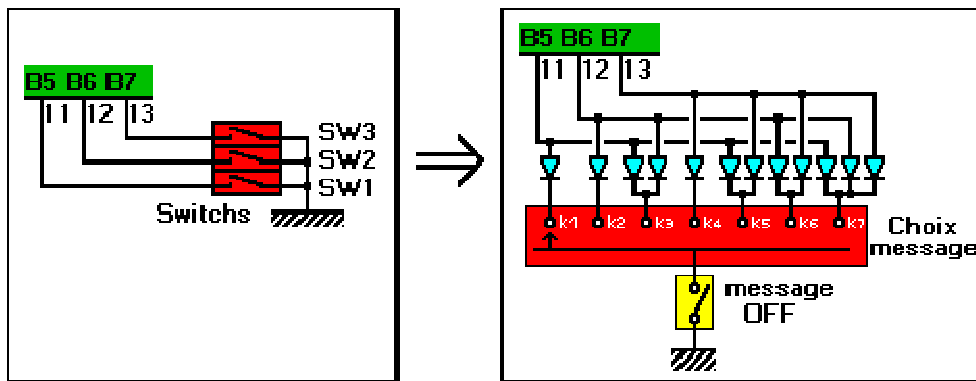 B5 B6 B7
11 12 13
SW3
SW2
SW1
Switchs
B5 B6 B7
11 12 13
k1 k2 k3 k4 k5 k6 k7
Choix
message
message
OFF